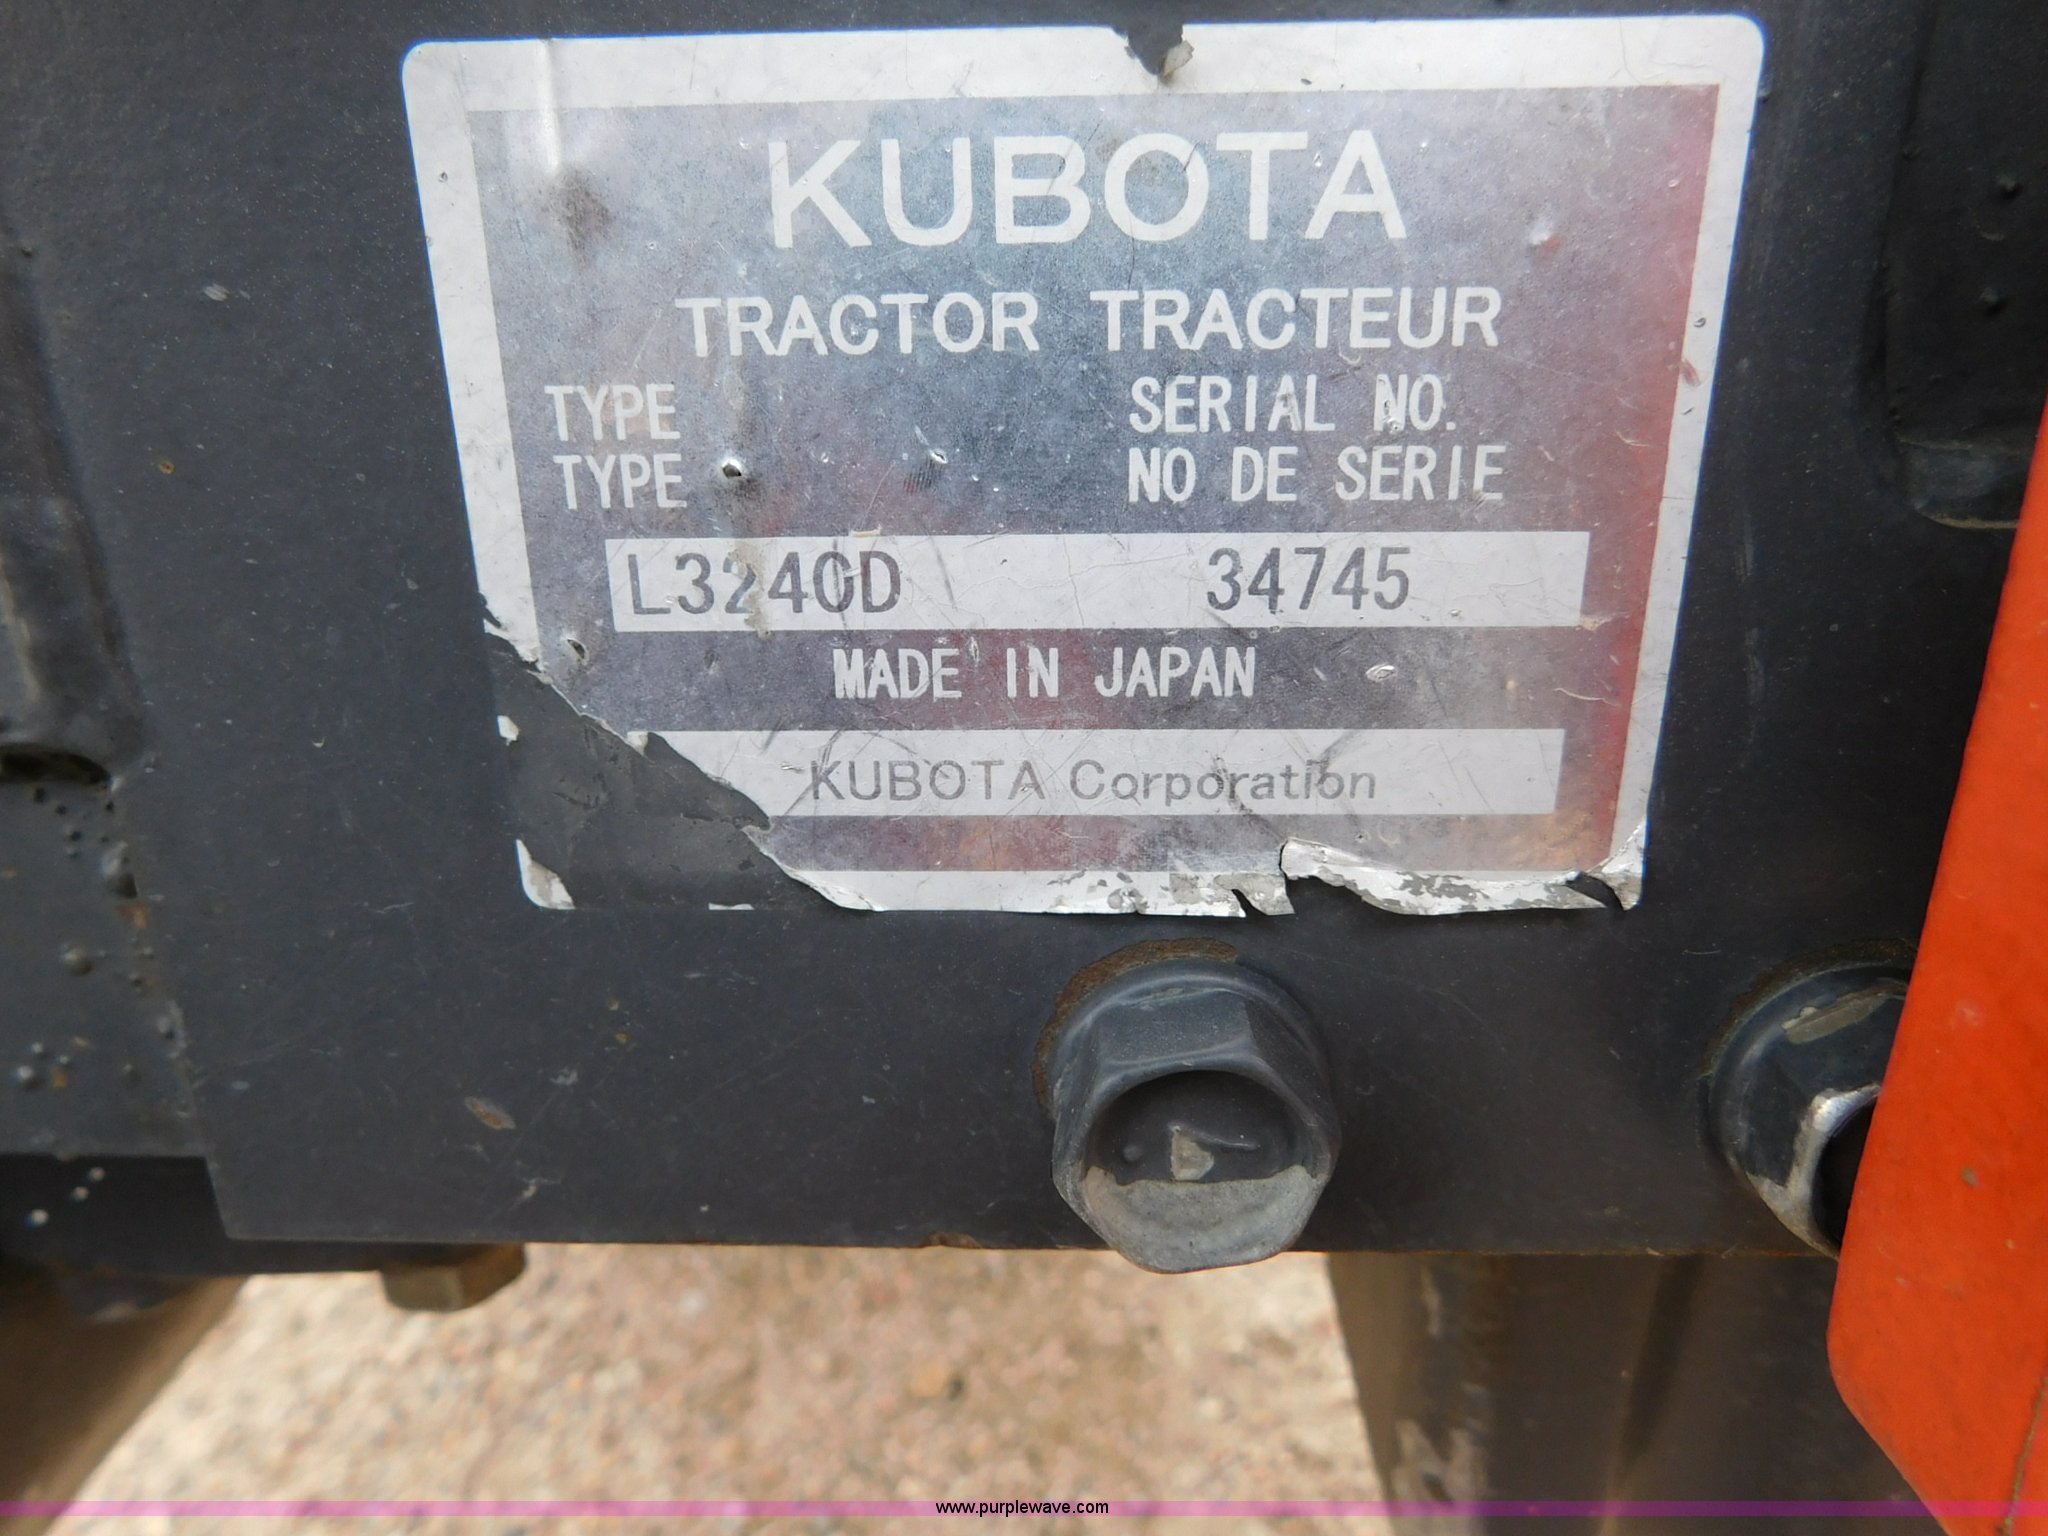 KUBOTA
TRACTOR TRACTEUR
TYPE SERIAL NO.
TYPE NO DE SERIE
L3240D 34745
MADE IN JAPAN
KUBOTA Corporation
www.purplewave.com